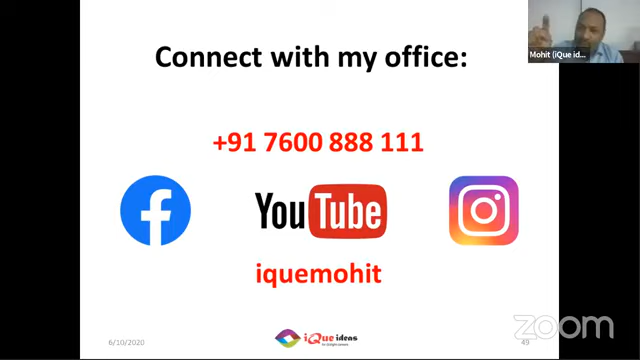 Connect with my office:
Mohit (iQue id...
+91 7600 888 111
YouTube
iquemohit
6/10/2020
iQue ideas
49
zoom